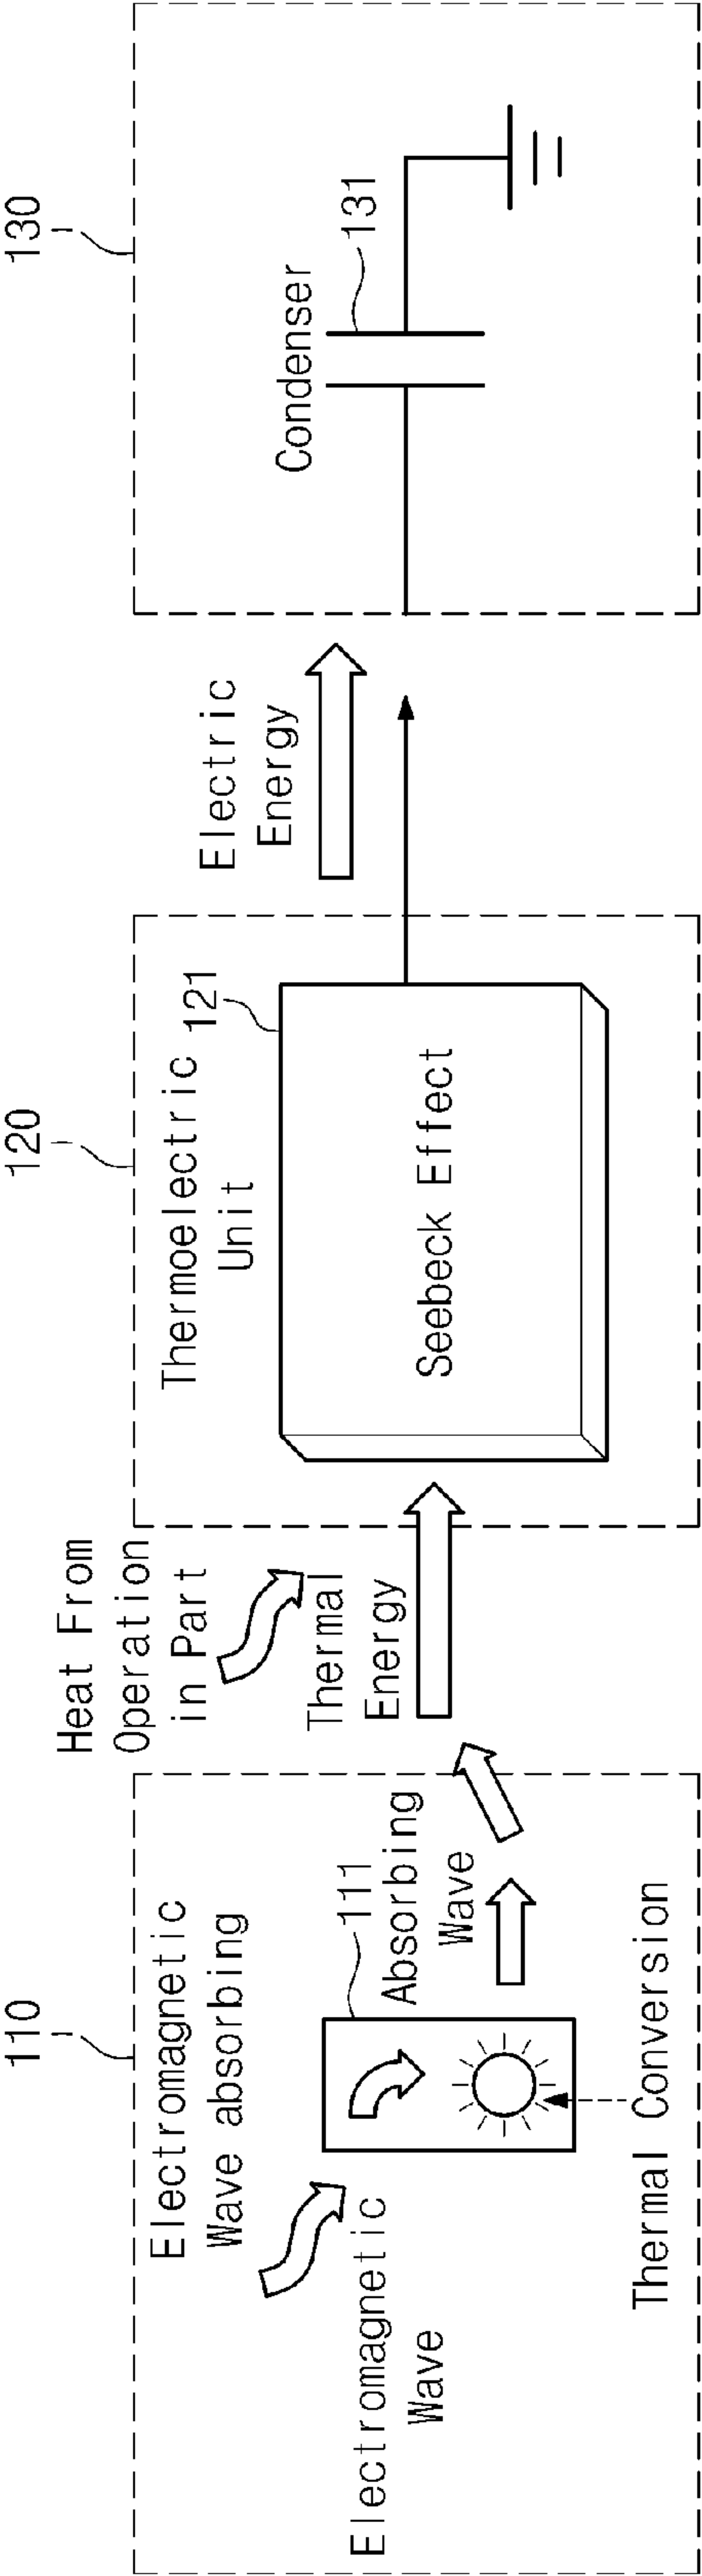 110
Electromagnetic
Wave absorbing
Electromagnetic
Wave
111
Absorbing
Wave
Thermal Conversion
Heat From
Operation
in Part
Thermal
Energy
120
Thermoelectric
Unit
121
Seebeck Effect
Electric
Energy
130
Condenser
131